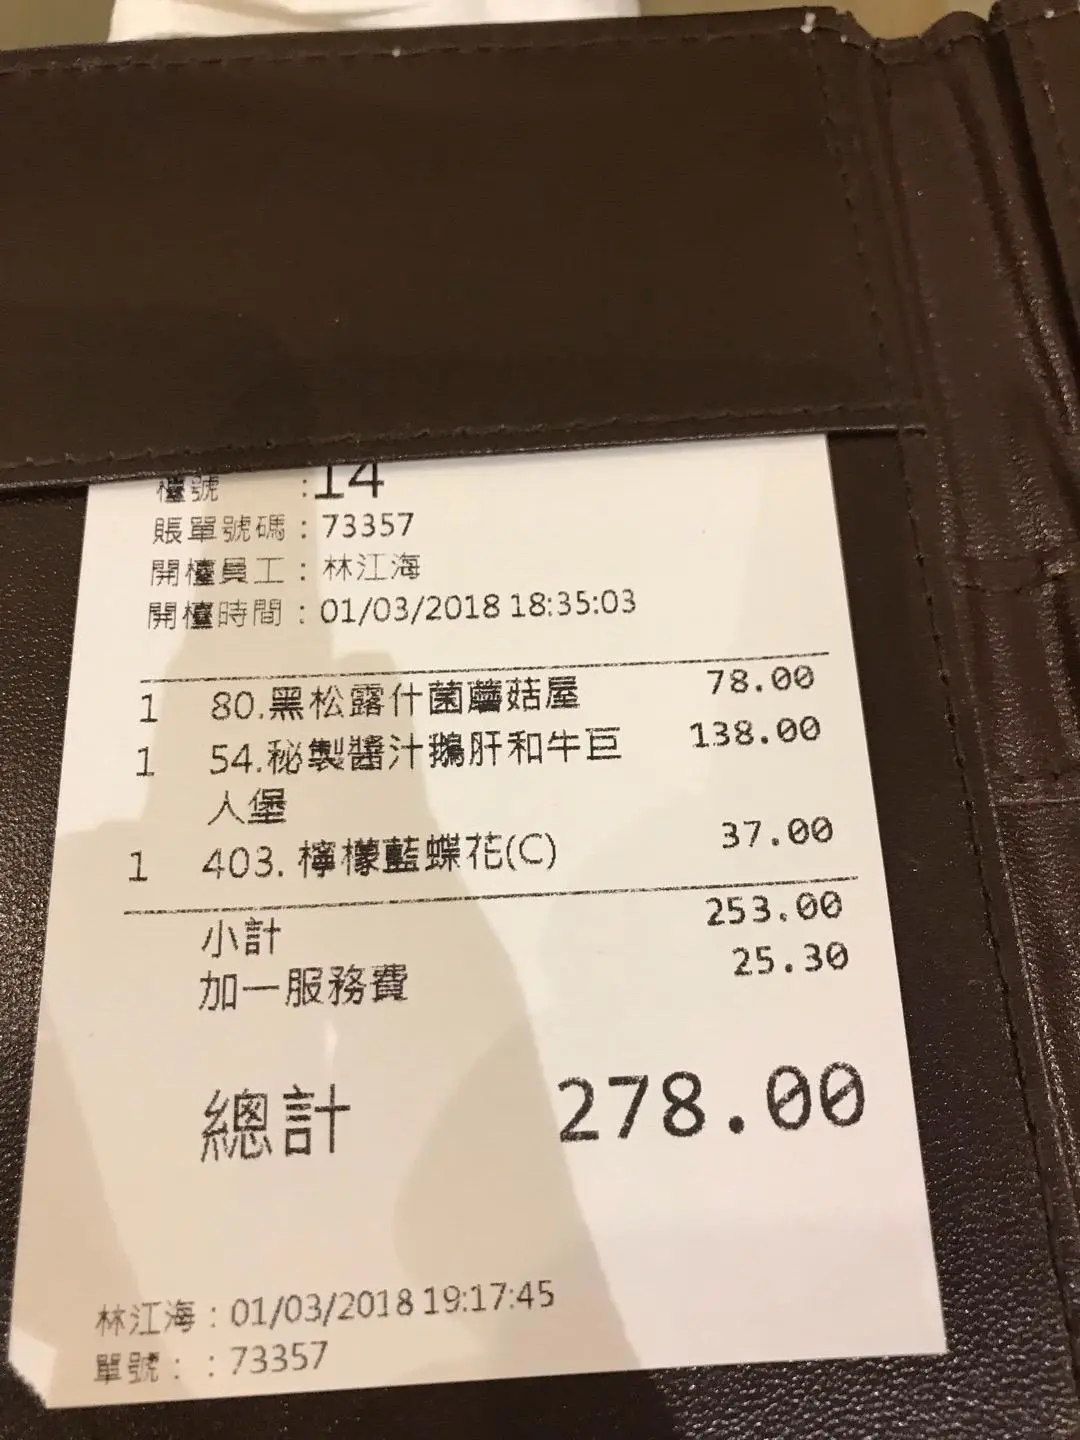 檯號 :14
賬單號碼：73357
開檯員工：林江海
開檯時間：01/03/2018 18:35:03
1 80.黑松露什菌蘑菇屋 78.00
1 54.秘製醬汁鵝肝和牛巨 138.00
人堡
1 403. 檸檬藍蝶花(C) 37.00
小計 253.00
加一服務費 25.30
總計 278.00
林江海：01/03/2018 19:17:45
單號：：73357